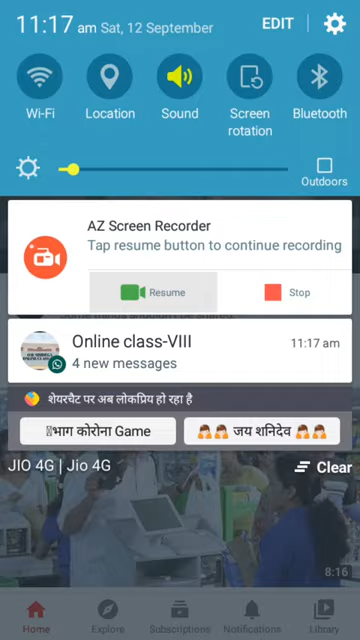 11:17 am Sat, 12 September
EDIT
Wi-Fi
Location
Sound
Screen rotation
Bluetooth
Outdoors
AZ Screen Recorder
Tap resume button to continue recording
Resume
Stop
Online class-VIII
11:17 am
4 new messages
शेयरचैट पर अब लोकप्रिय हो रहा है
भाग कोरोना Game
🙏🙏 जय शनिदेव 🙏🙏
JIO 4G | Jio 4G
Clear
8:16
Home
Explore
Subscriptions
Notifications
Library